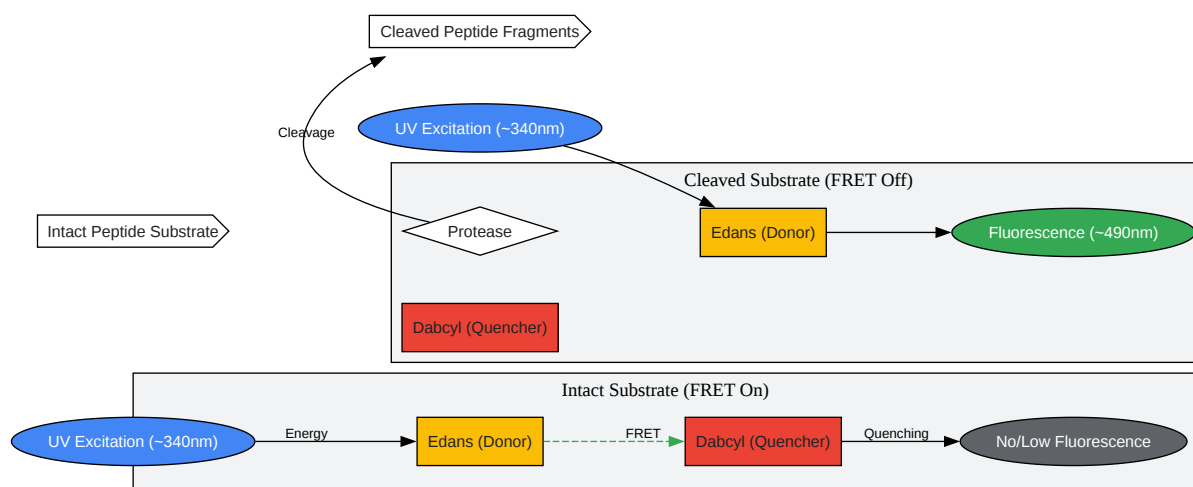 Cleaved Peptide Fragments
Cleavage
UV Excitation (~340nm)
Cleaved Substrate (FRET Off)
Intact Peptide Substrate
Protease
Edans (Donor)
Fluorescence (~490nm)
Dabcyl (Quencher)
Intact Substrate (FRET On)
UV Excitation (~340nm)
Energy
Edans (Donor)
FRET
Dabcyl (Quencher)
Quenching
No/Low Fluorescence